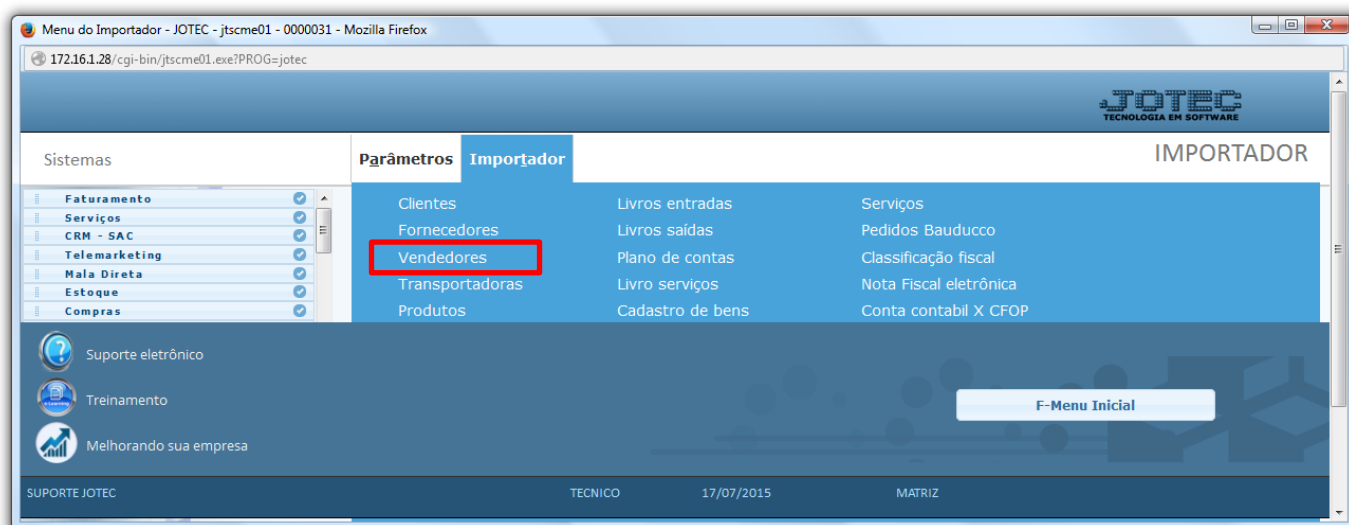 Menu do Importador - JOTEC - jtscme01 - 0000031 - Mozilla Firefox
172.16.1.28/cgi-bin/jtscme01.exe?PROG=jotec
JOTEC
TECNOLOGIA EM SOFTWARE
Sistemas
Parâmetros Importador
IMPORTADOR
Faturamento
Serviços
CRM - SAC
Telemarketing
Mala Direta
Estoque
Compras
Clientes Livros entradas Serviços
Fornecedores Livros saídas Pedidos Bauducco
Vendedores Plano de contas Classificação fiscal
Transportadoras Livro serviços Nota Fiscal eletrônica
Produtos Cadastro de bens Conta contabil X CFOP
Suporte eletrônico
Treinamento
Melhorando sua empresa
F-Menu Inicial
SUPORTE JOTEC TECNICO 17/07/2015 MATRIZ